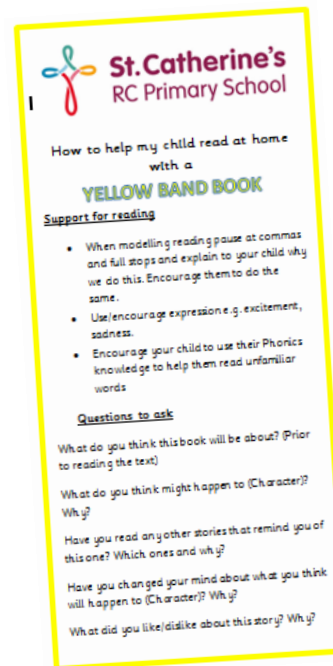 St. Catherine's
RC Primary School
How to help my child read at home
with a
YELLOW BAND BOOK
Support for reading
• When modelling reading pause at commas
and full stops and explain to your child why
we do this. Encourage them to do the
same.
• Use/encourage expression e.g. excitement,
sadness.
• Encourage your child to use their Phonics
knowledge to help them read unfamiliar
words
Questions to ask
What do you think this book will be about? (Prior
to reading the text)
What do you think might happen to (Character)?
Why?
Have you read any other stories that remind you of
this one? Which ones and why?
Have you changed your mind about what you think
will happen to (Character)? Why?
What did you like/dislike about this story? Why?